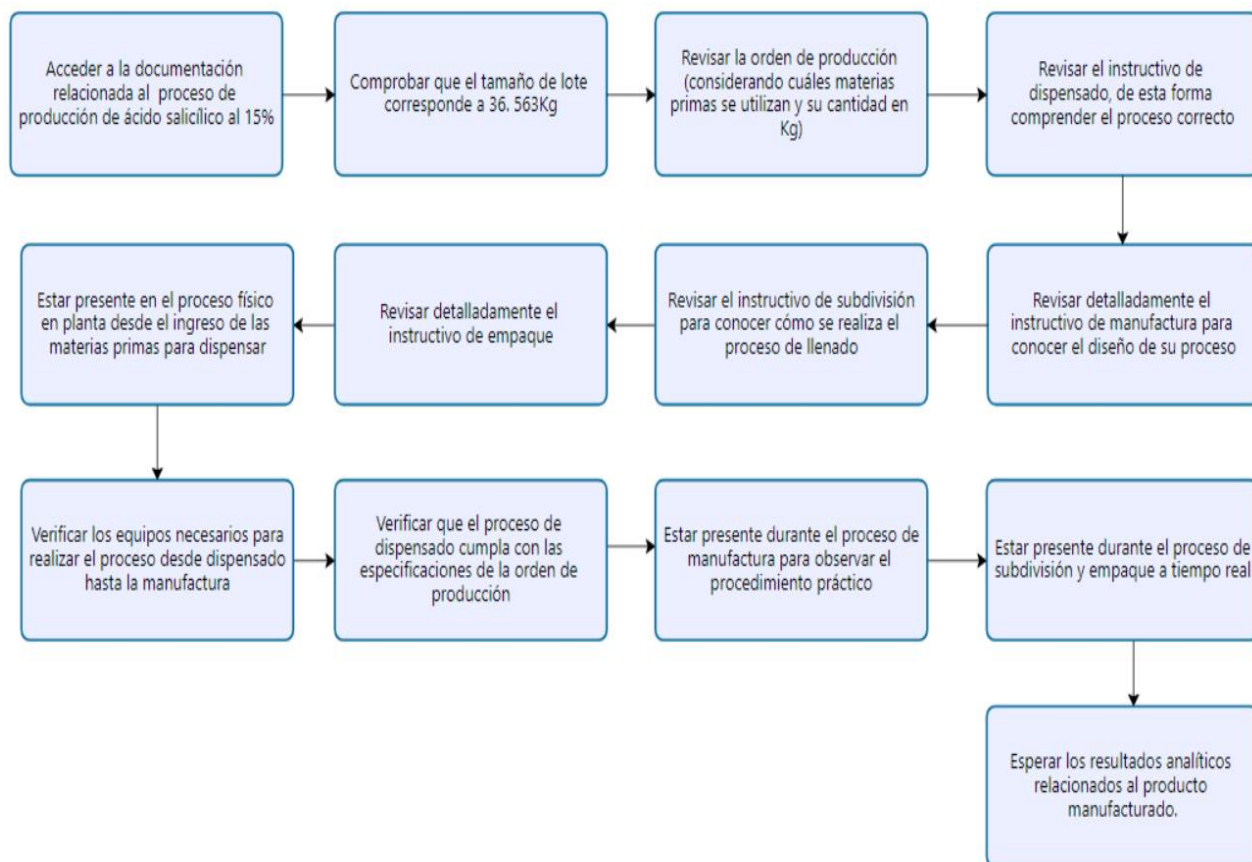 Acceder a la documentación
relacionada al proceso de
producción de ácido salicílico al 15%
Comprobar que el tamaño de lote
corresponde a 36. 563Kg
Revisar la orden de producción
(considerando cuáles materias
primas se utilizan y su cantidad en
Kg)
Revisar el instructivo de
dispensado, de esta forma
comprender el proceso correcto
Revisar detalladamente el
instructivo de manufactura para
conocer el diseño de su proceso
Revisar el instructivo de subdivisión
para conocer cómo se realiza el
proceso de llenado
Revisar detalladamente el
instructivo de empaque
Estar presente en el proceso físico
en planta desde el ingreso de las
materias primas para dispensar
Verificar los equipos necesarios para
realizar el proceso desde dispensado
hasta la manufactura
Verificar que el proceso de
dispensado cumpla con las
especificaciones de la orden de
producción
Estar presente durante el proceso de
manufactura para observar el
procedimiento práctico
Estar presente durante el proceso de
subdivisión y empaque a tiempo real
Esperar los resultados analíticos
relacionados al producto
manufacturado.